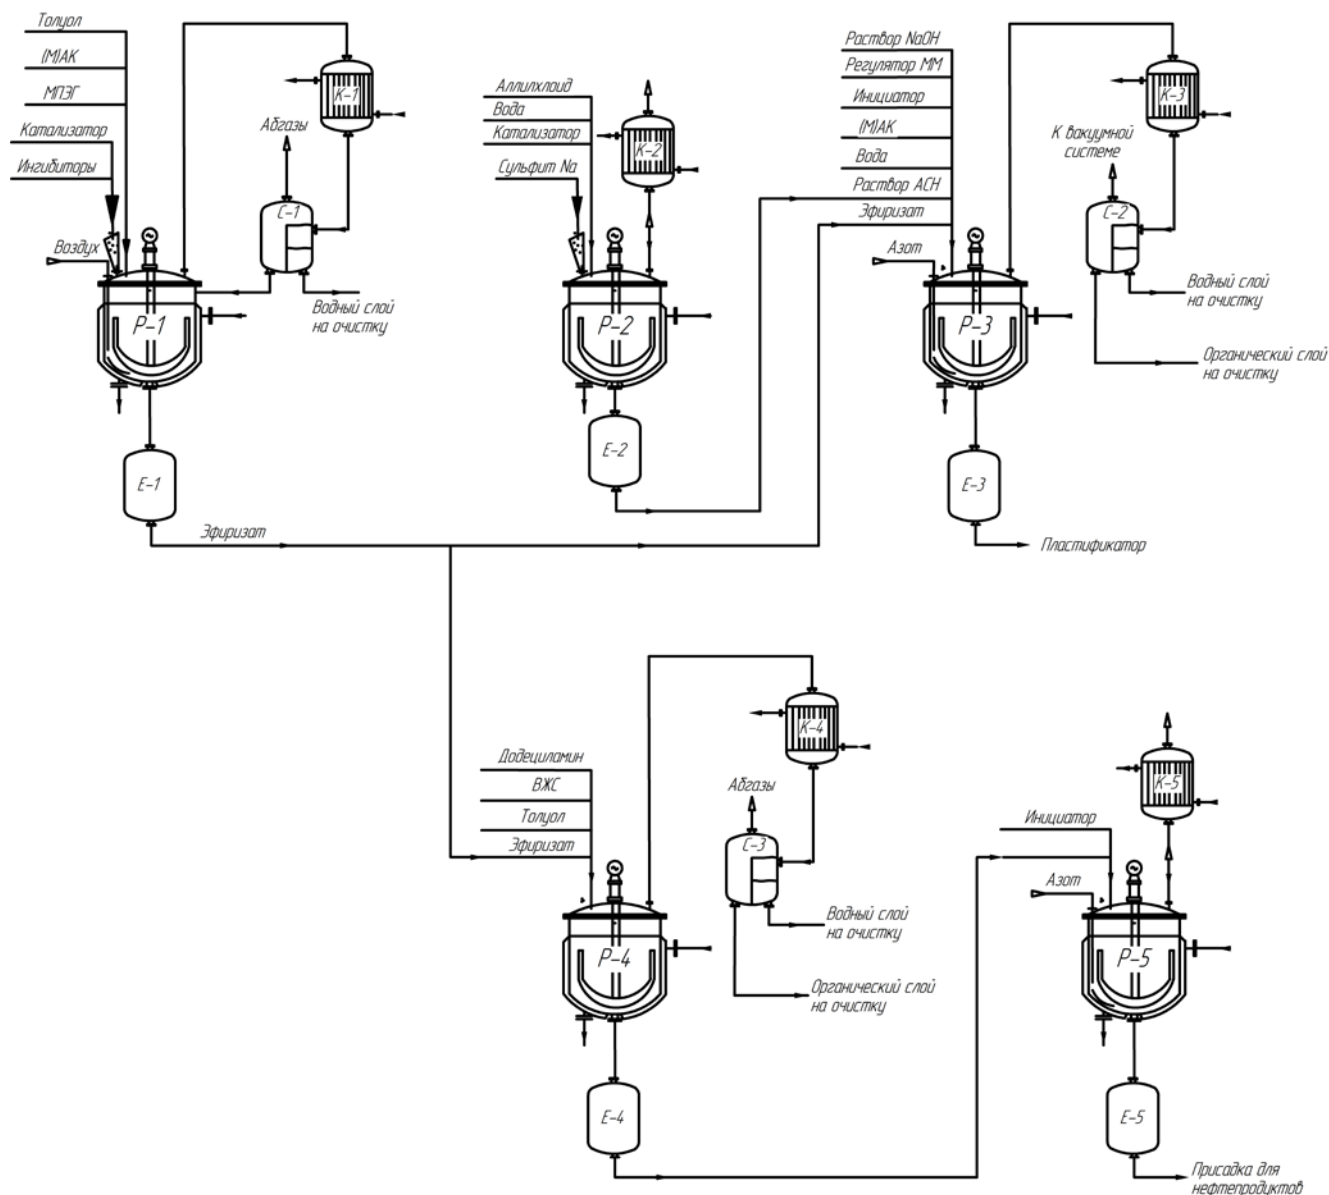 Толуол
(М)АК
МПЭГ
Катализатор
Ингибиторы
Воздух
Р-1
К-1
Абгазы
С-1
Водный слой
на очистку
Е-1
Эфиризат
Аллилхлоид
Вода
Катализатор
Сульфит Na
К-2
Р-2
Е-2
Раствор NaOH
Регулятор ММ
Инициатор
(М)АК
Вода
Раствор АСН
Эфиризат
Азот
Р-3
К-3
К вакуумной
системе
С-2
Водный слой
на очистку
Органический слой
на очистку
Е-3
Пластификатор
Додециламин
ВЖС
Толуол
Эфиризат
Р-4
К-4
Абгазы
С-3
Водный слой
на очистку
Органический слой
на очистку
Е-4
Инициатор
Азот
К-5
Р-5
Е-5
Присадка для
нефтепродуктов